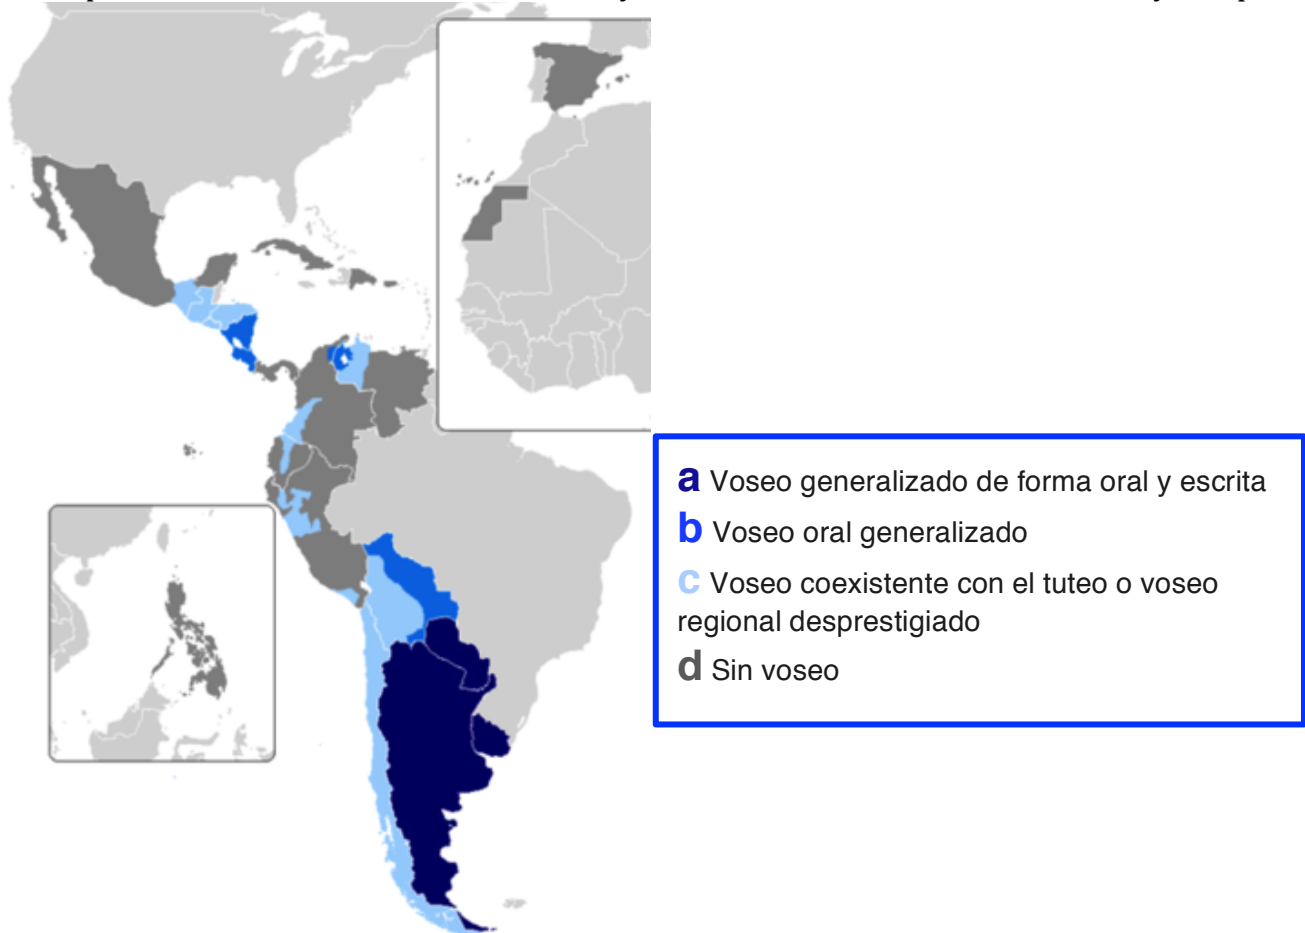 a Voseo generalizado de forma oral y escrita
b Voseo oral generalizado
c Voseo coexistente con el tuteo o voseo
regional desprestigiado
d Sin voseo